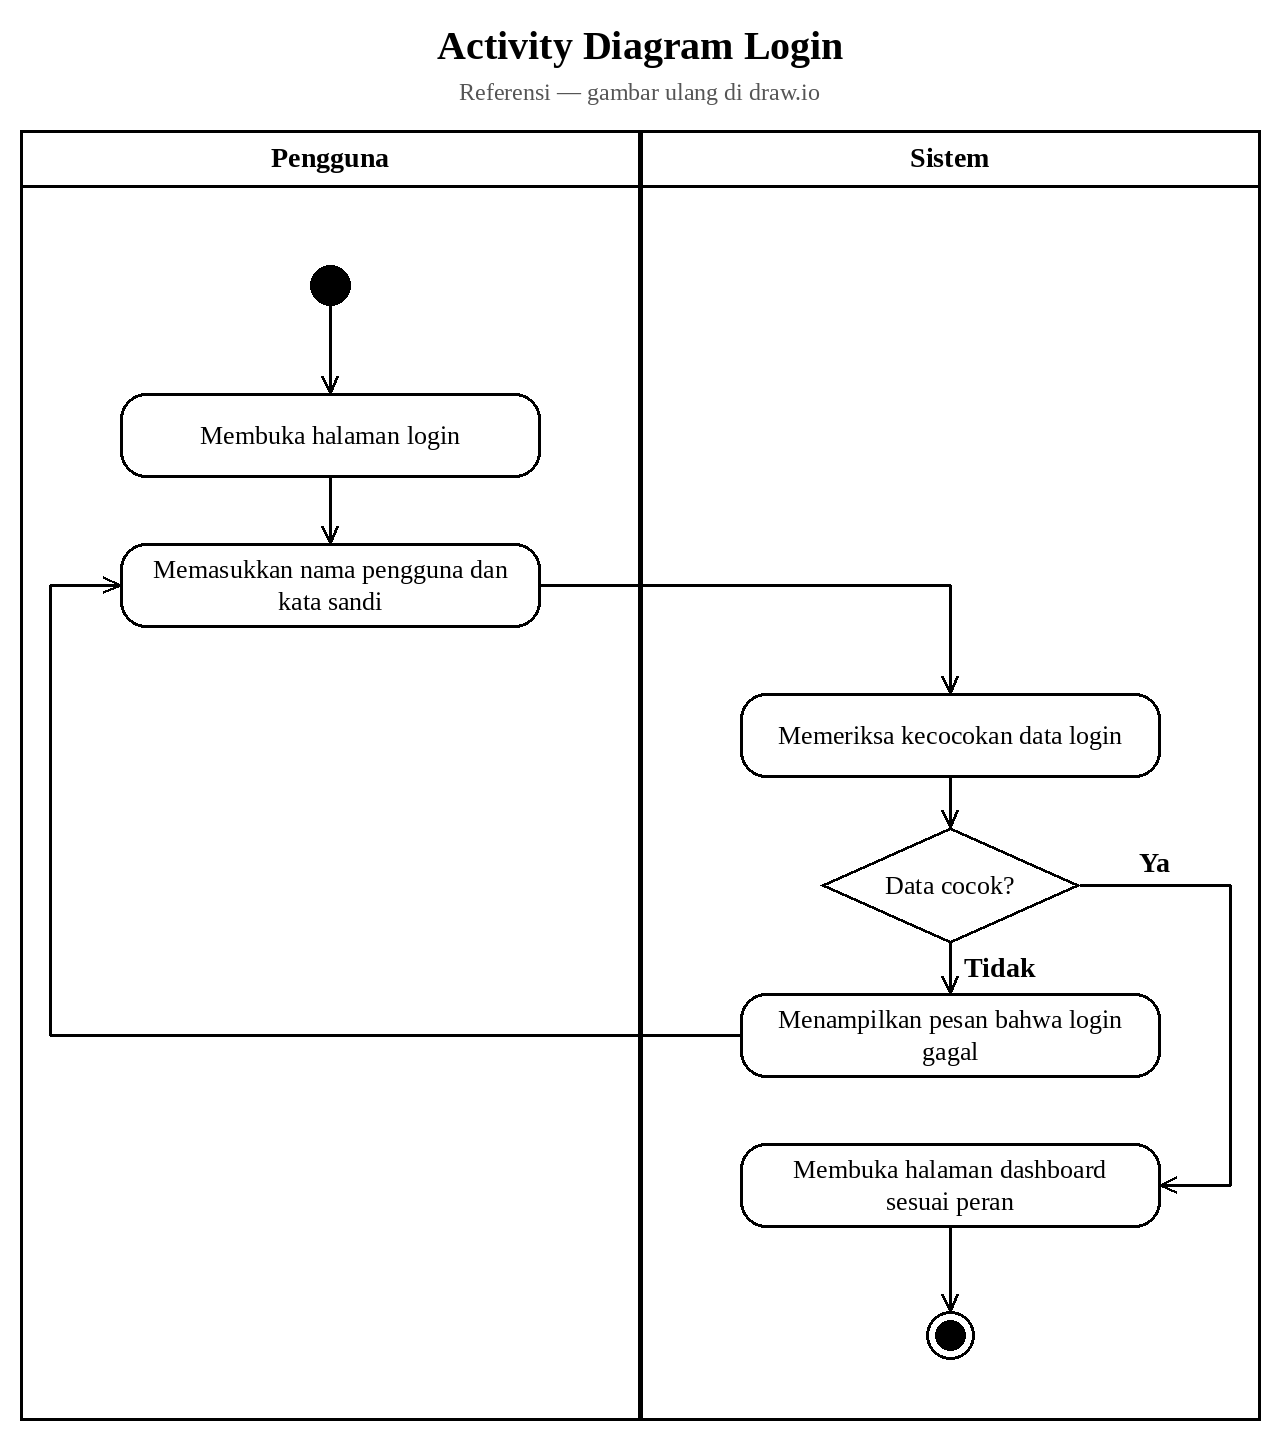 Activity Diagram Login
Referensi — gambar ulang di draw.io
Pengguna
Sistem
Membuka halaman login
Memasukkan nama pengguna dan
kata sandi
Memeriksa kecocokan data login
Data cocok?
Ya
Tidak
Menampilkan pesan bahwa login
gagal
Membuka halaman dashboard
sesuai peran